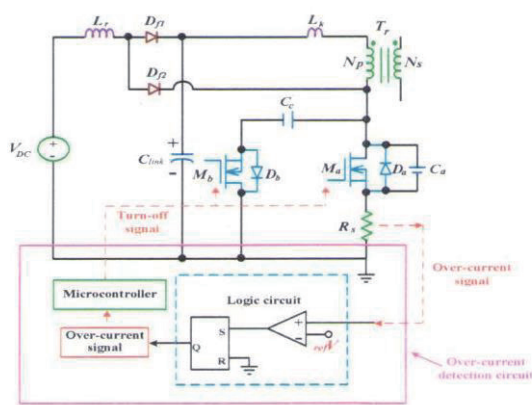 Lr
Df1
Lk
Tr
Np
Ns
Df2
Cc
VDC
+
-
Clink
+
-
Mb
Db
Ma
Da
Ca
Turn-off
signal
Rs
Over-current
signal
Microcontroller
Logic circuit
Over-current
signal
Q
S
R
+
-
Over-current
detection circuit